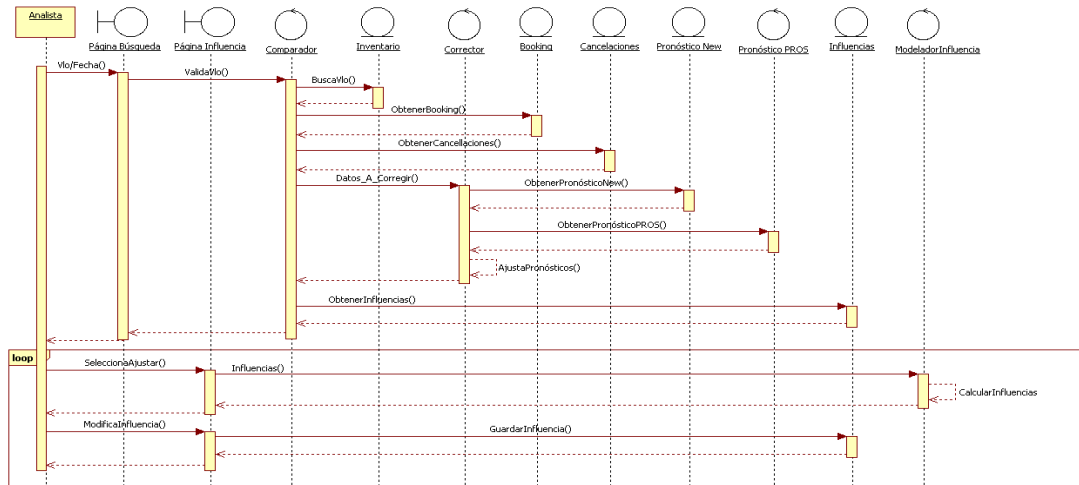 Analista
Página Búsqueda
Página Influencia
Comparador
Inventario
Corrector
Booking
Cancelaciones
Pronóstico New
Pronóstico PROS
Influencias
ModeladorInfluencia
Vlo/Fecha()
ValidaVlo()
BuscaVlo()
ObtenerBooking()
ObtenerCancellaciones()
Datos_A_Corregir()
ObtenerPronósticoNew()
ObtenerPronósticoPROS()
AjustaPronósticos()
ObtenerInfluencias()
loop
SeleccionaAjustar()
Influencias()
CalcularInfluencias
ModificaInfluencia()
GuardarInfluencia()